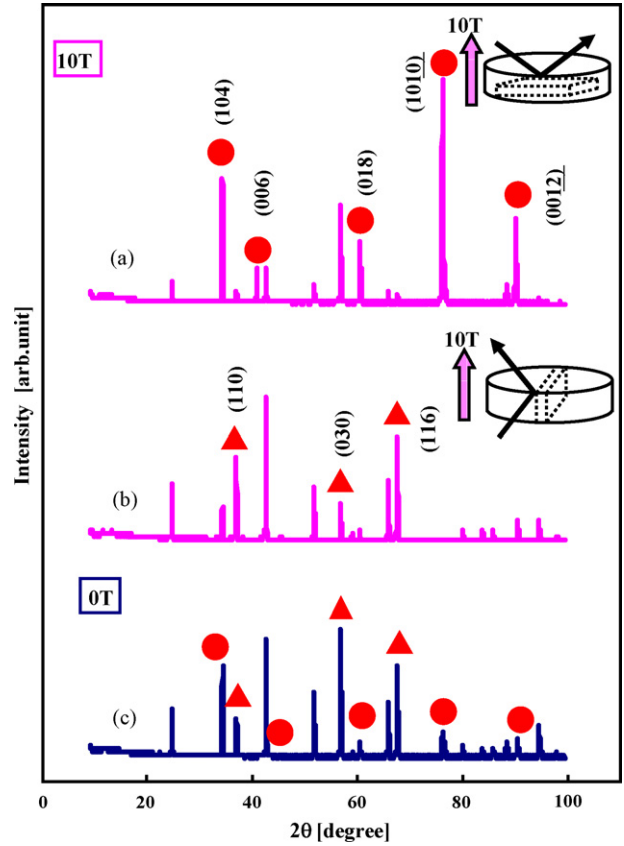 10T
10T
(104)
(006)
(018)
(1010)
(0012)
(a)
10T
(110)
(030)
(116)
(b)
0T
(c)
Intensity [arb.unit]
0
20
40
60
80
100
2θ [degree]